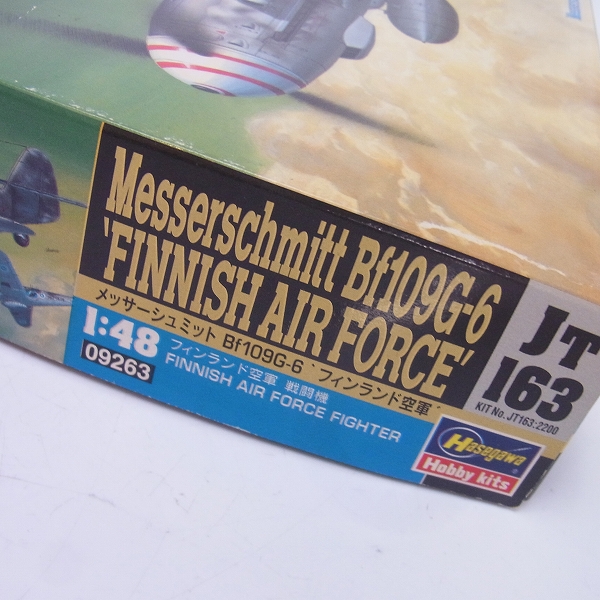 Messerschmitt Bf109G-6
'FINNISH AIR FORCE'
メッサーシュミット Bf109G-6 'フィンランド空軍'
1:48
09263
フィンランド空軍 戦闘機
FINNISH AIR FORCE FIGHTER
JT
163
KIT No. JT163:2200
Hasegawa
Hobby kits